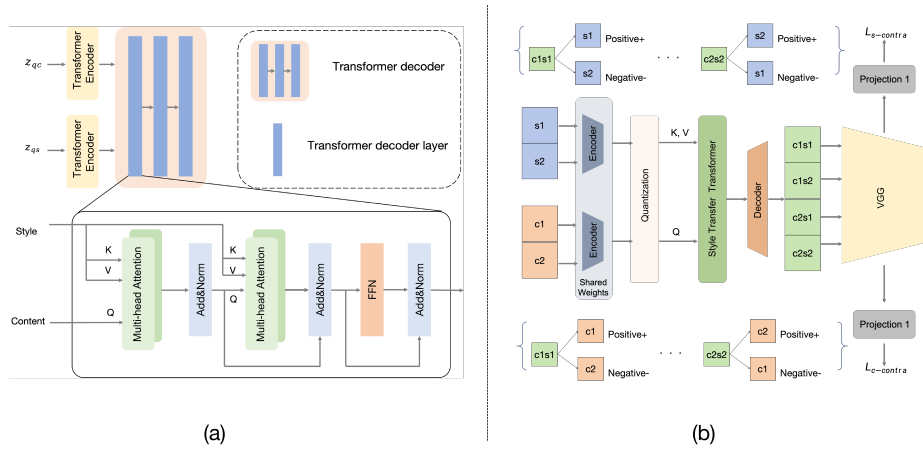 z_qc
Transformer
Encoder
z_qs
Transformer
Encoder
Transformer decoder
Transformer decoder layer
Style
K
V
Content
Q
Multi-head Attention
Add&Norm
K
V
Q
Multi-head Attention
Add&Norm
FFN
Add&Norm
(a)
c1s1
s1
Positive+
s2
Negative-
. . .
c2s2
s2
Positive+
s1
Negative-
L_s−contra
Projection 1
s1
s2
Encoder
c1
c2
Encoder
Shared
Weights
Quantization
K, V
Q
Style Transfer Transformer
Decoder
c1s1
c1s2
c2s1
c2s2
VGG
Projection 1
L_c−contra
c1s1
c1
Positive+
c2
Negative-
. . .
c2s2
c2
Positive+
c1
Negative-
(b)